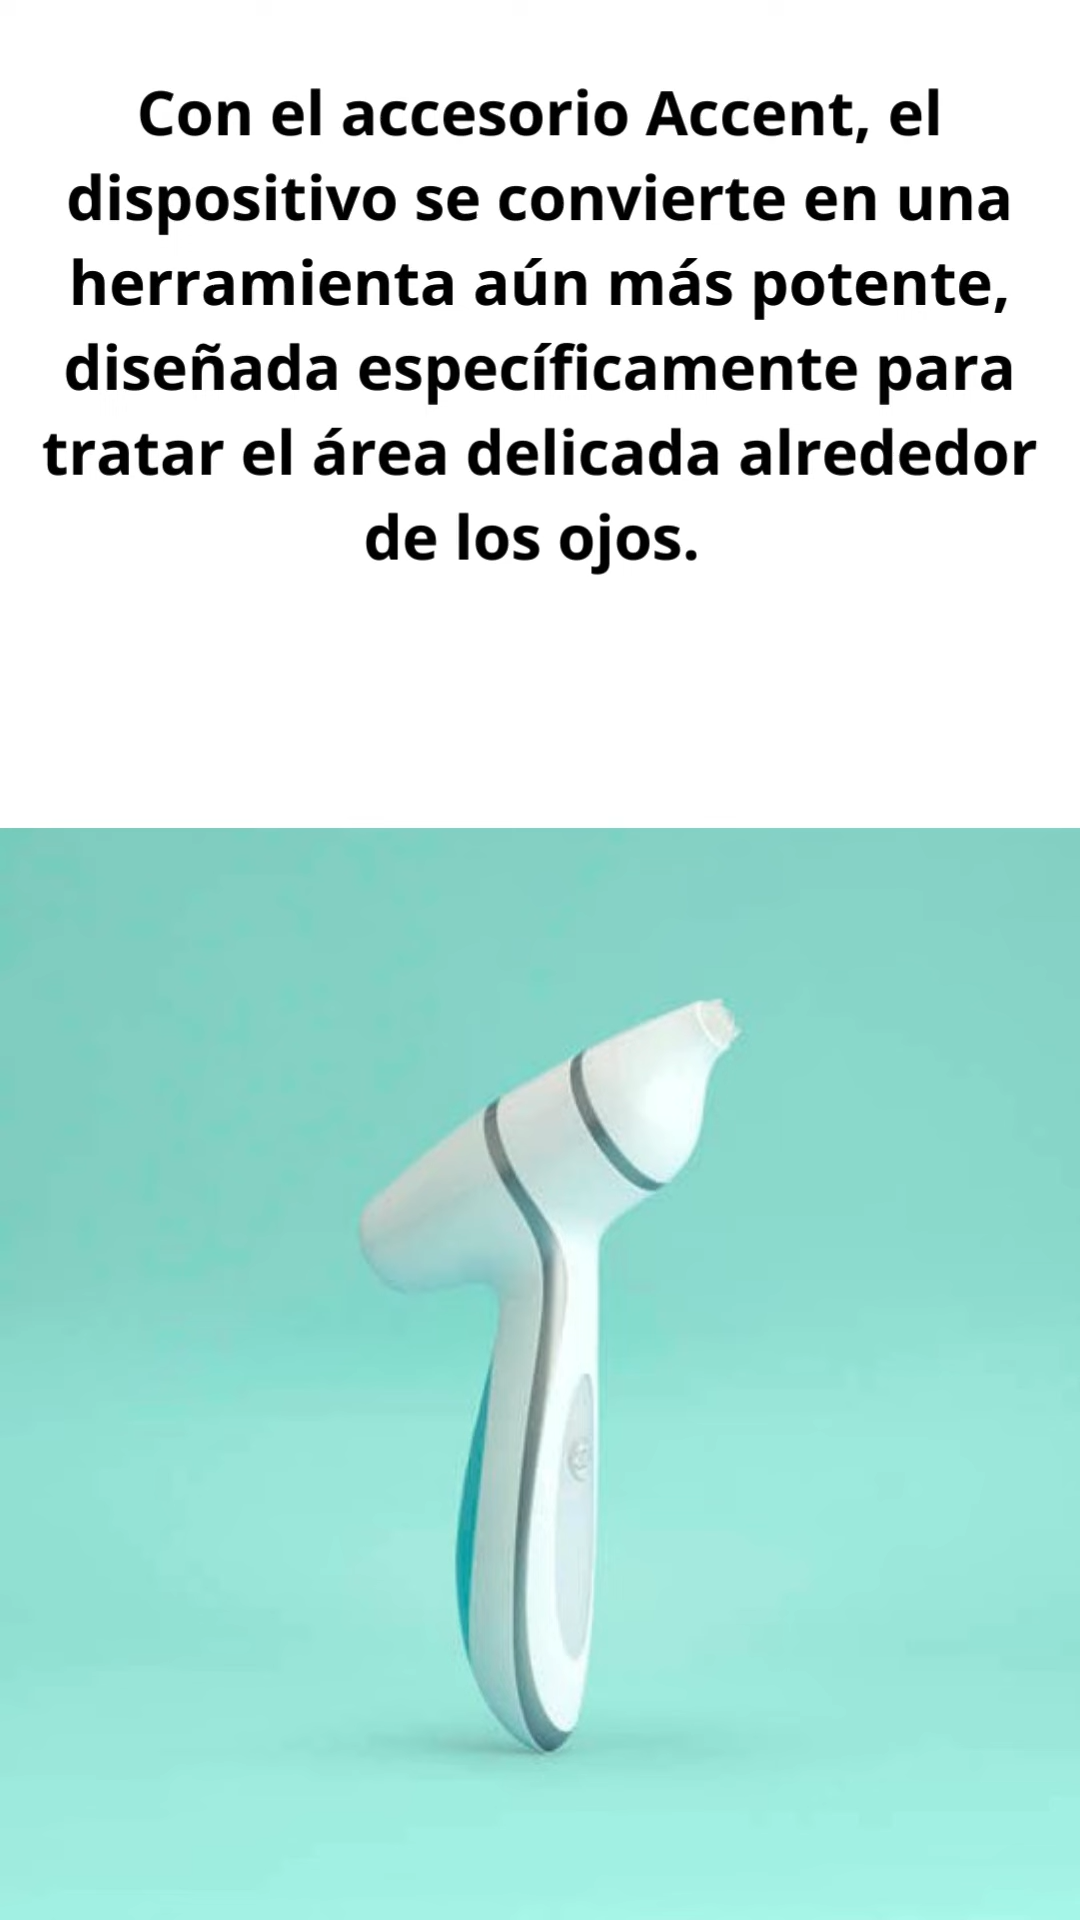 Con el accesorio Accent, el
dispositivo se convierte en una
herramienta aún más potente,
diseñada específicamente para
tratar el área delicada alrededor
de los ojos.